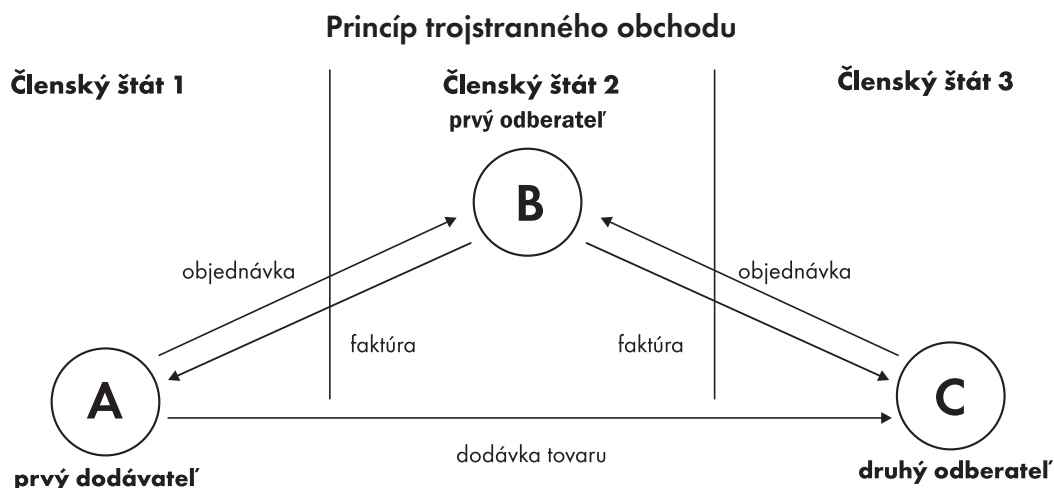 Princíp trojstranného obchodu
Členský štát 1
Členský štát 2
prvý odberateľ
Členský štát 3
B
objednávka
objednávka
faktúra
faktúra
A
C
dodávka tovaru
prvý dodávateľ
druhý odberateľ